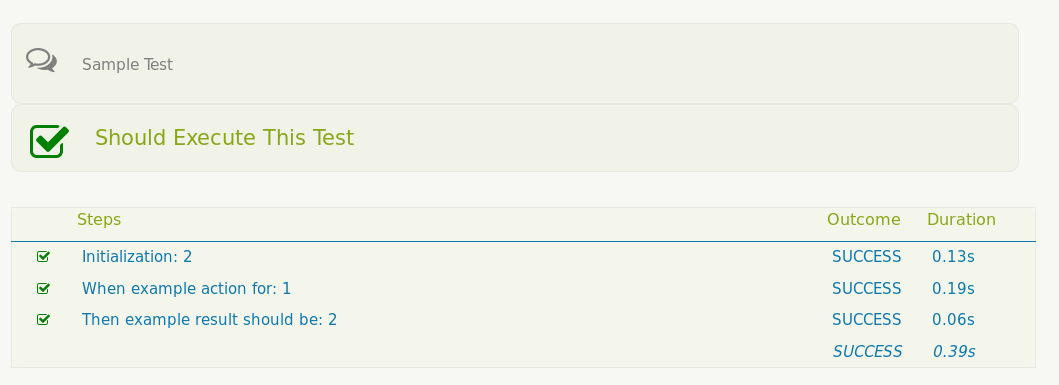 Sample Test
Should Execute This Test
Steps Outcome Duration
Initialization: 2 SUCCESS 0.13s
When example action for: 1 SUCCESS 0.19s
Then example result should be: 2 SUCCESS 0.06s
SUCCESS 0.39s